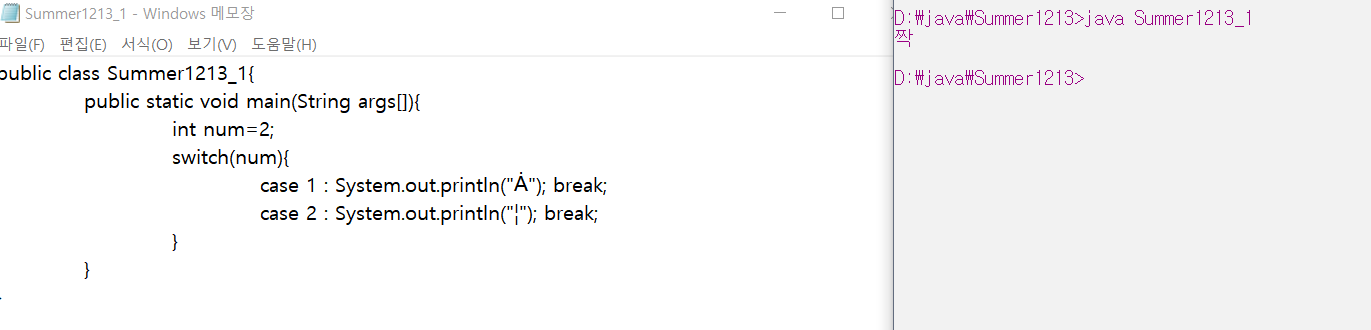 Summer1213_1 - Windows 메모장
파일(F) 편집(E) 서식(O) 보기(V) 도움말(H)
public class Summer1213_1{
public static void main(String args[]){
int num=2;
switch(num){
case 1 : System.out.println("Ȧ"); break;
case 2 : System.out.println("¦"); break;
}
}
D:\java\Summer1213>java Summer1213_1
짝
D:\java\Summer1213>